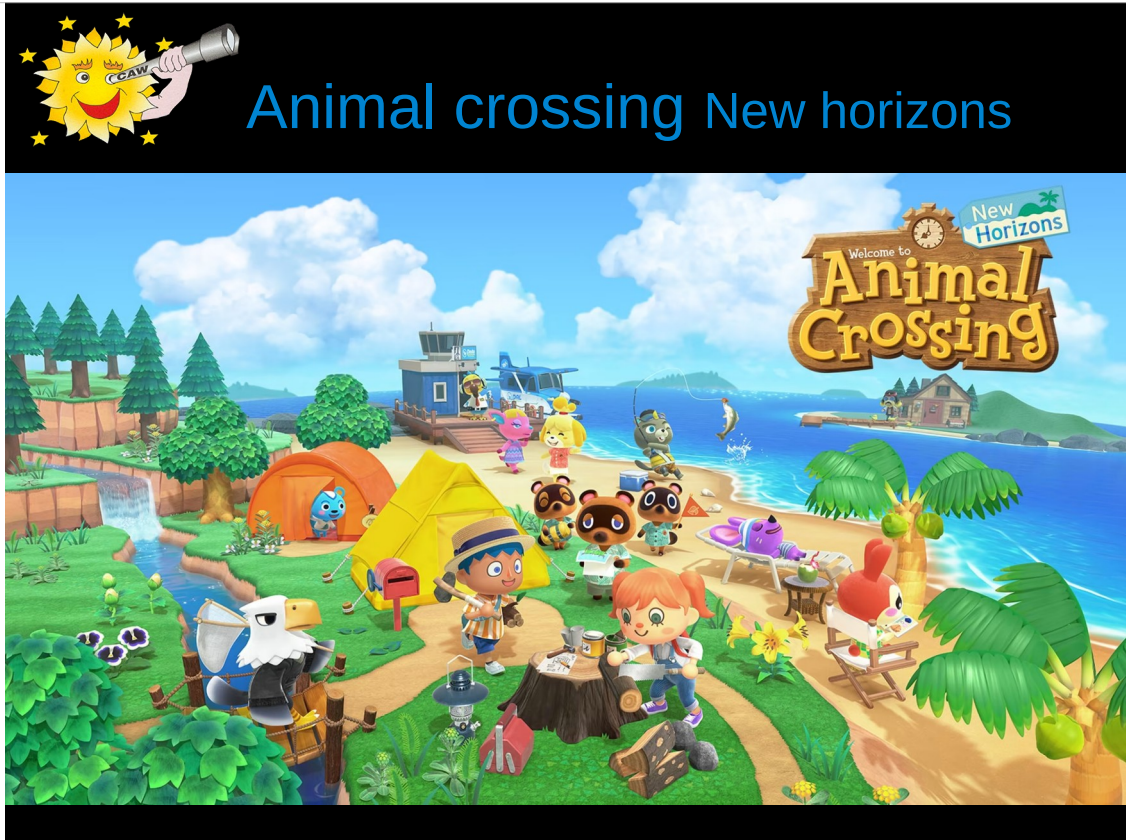 CAW
Animal crossing New horizons
New
Horizons
Welcome to
Animal
Crossing